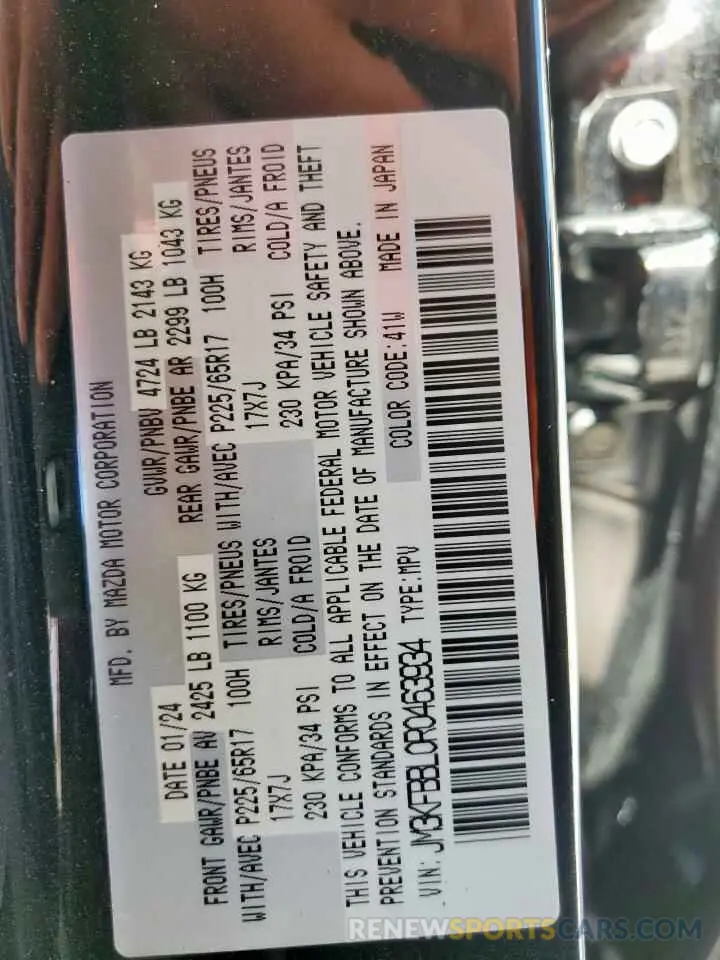 MFD. BY MAZDA MOTOR CORPORATION
DATE 01/24 GVWR/PNBV 4724 LB 2143 KG
FRONT GAWR/PNBE AV 2425 LB 1100 KG REAR GAWR/PNBE AR 2299 LB 1043 KG
WITH/AVEC P225/65R17 100H TIRES/PNEUS WITH/AVEC P225/65R17 100H TIRES/PNEUS
17X7J RIMS/JANTES 17X7J RIMS/JANTES
230 KPA/34 PSI COLD/A FROID 230 KPA/34 PSI COLD/A FROID
THIS VEHICLE CONFORMS TO ALL APPLICABLE FEDERAL MOTOR VEHICLE SAFETY AND THEFT
PREVENTION STANDARDS IN EFFECT ON THE DATE OF MANUFACTURE SHOWN ABOVE.
COLOR CODE:41W MADE IN JAPAN
VIN: JM3KFBBL0R0463934 TYPE:MPV
RENEWSPORTSCARS.COM